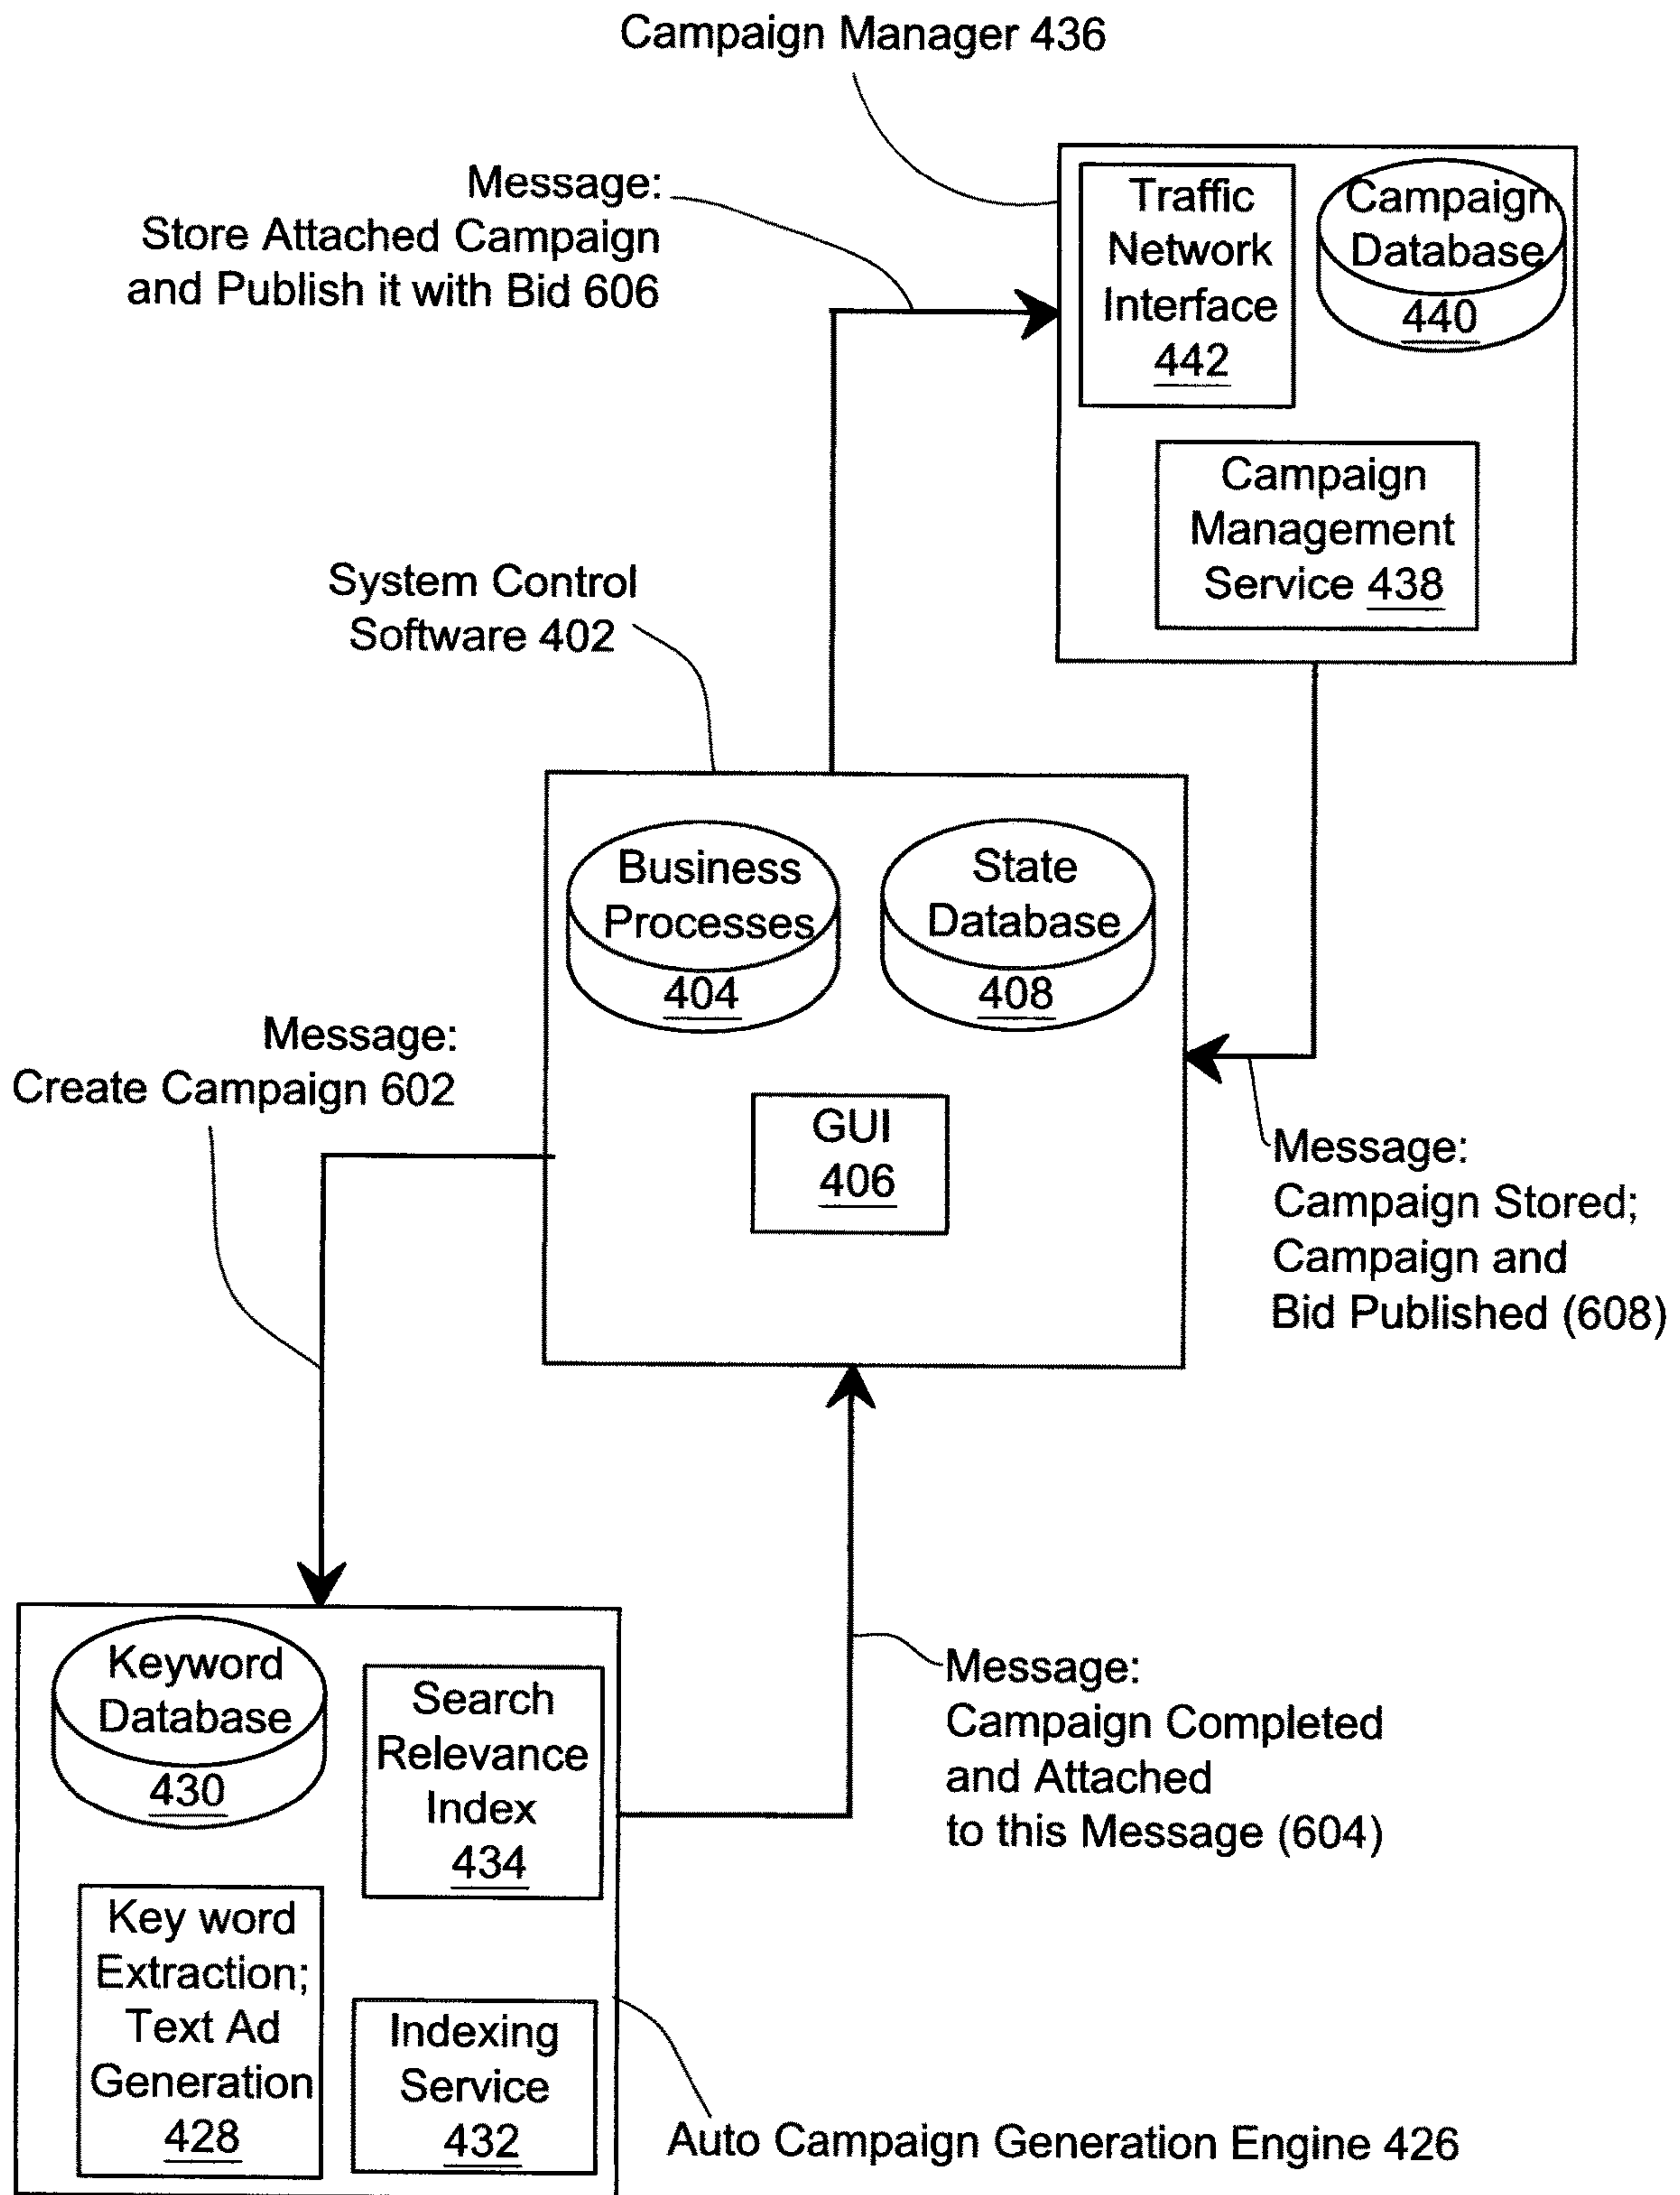 Campaign Manager 436
Message:
Store Attached Campaign
and Publish it with Bid 606
Traffic
Network
Interface
442
Campaign
Database
440
Campaign
Management
Service 438
System Control
Software 402
Business
Processes
404
State
Database
408
GUI
406
Message:
Create Campaign 602
Message:
Campaign Stored;
Campaign and
Bid Published (608)
Keyword
Database
430
Search
Relevance
Index
434
Message:
Campaign Completed
and Attached
to this Message (604)
Key word
Extraction;
Text Ad
Generation
428
Indexing
Service
432
Auto Campaign Generation Engine 426